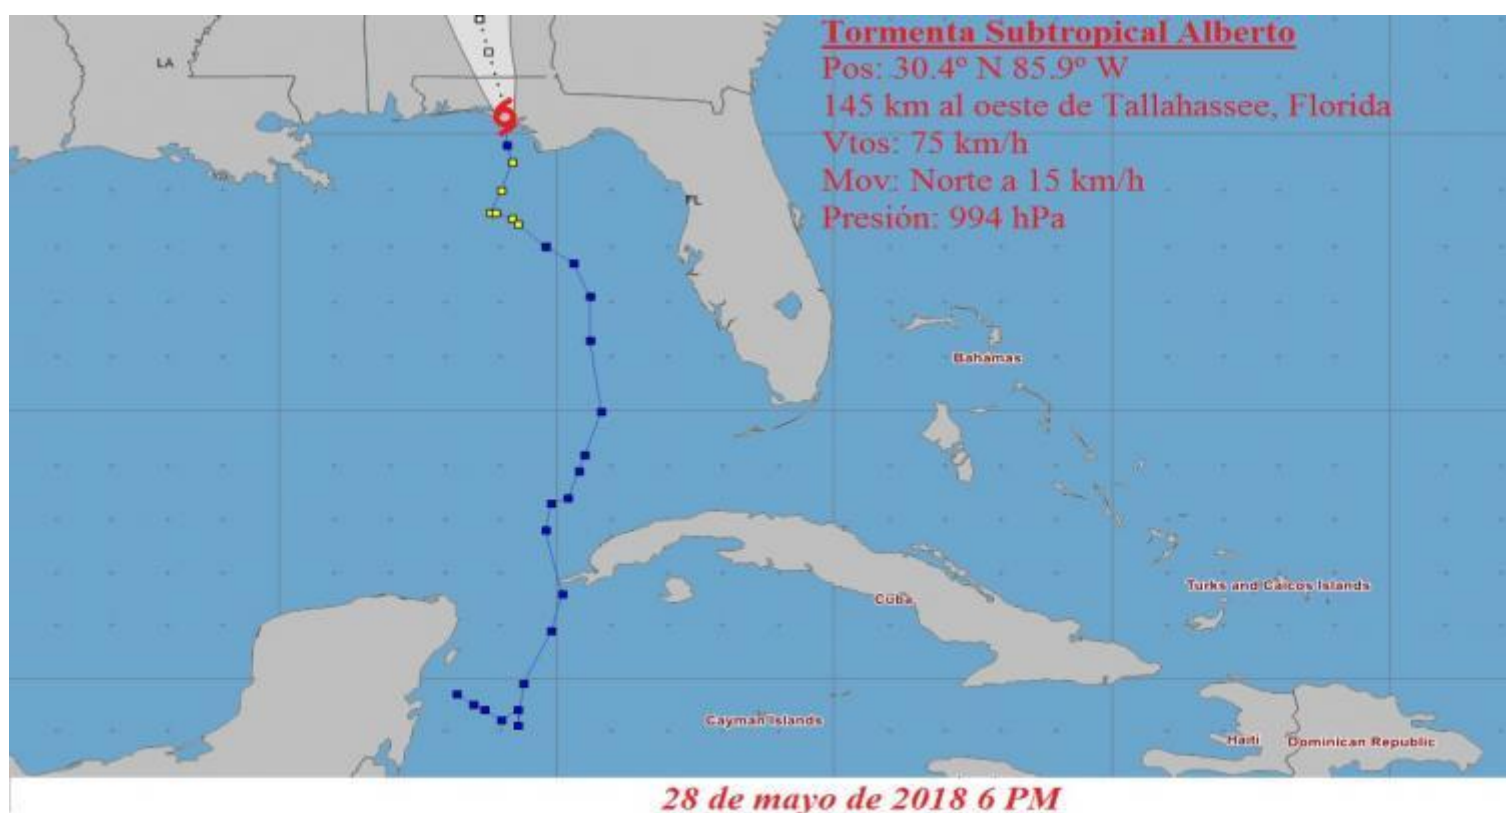 Tormenta Subtropical Alberto
Pos: 30.4º N 85.9º W
145 km al oeste de Tallahassee, Florida
Vtos: 75 km/h
Mov: Norte a 15 km/h
Presión: 994 hPa
LA
FL
Bahamas
Turks and Caicos Islands
Cuba
Cayman Islands
Haiti
Dominican Republic
28 de mayo de 2018 6 PM